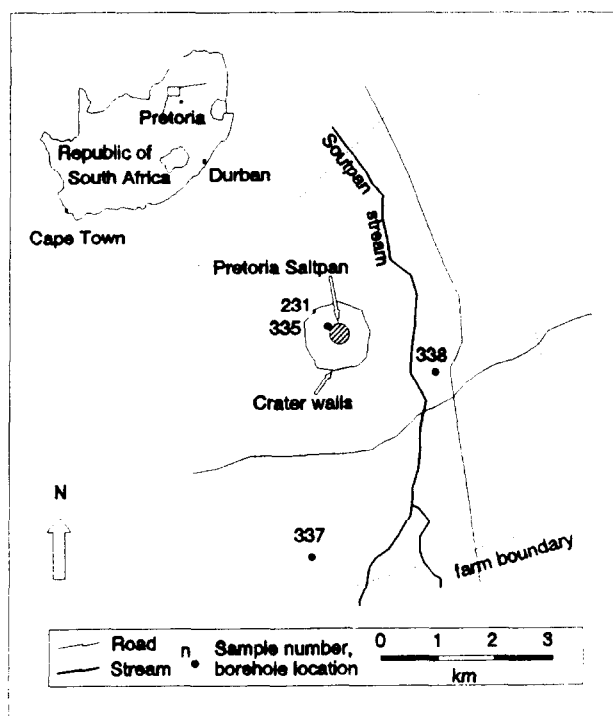 Pretoria
Republic of
South Africa
Durban
Cape Town
Soutpan
stream
Pretoria Saltpan
231,
335
338
Crater walls
N
337
farm boundary
Road
Stream
n
Sample number,
borehole location
0 1 2 3
km